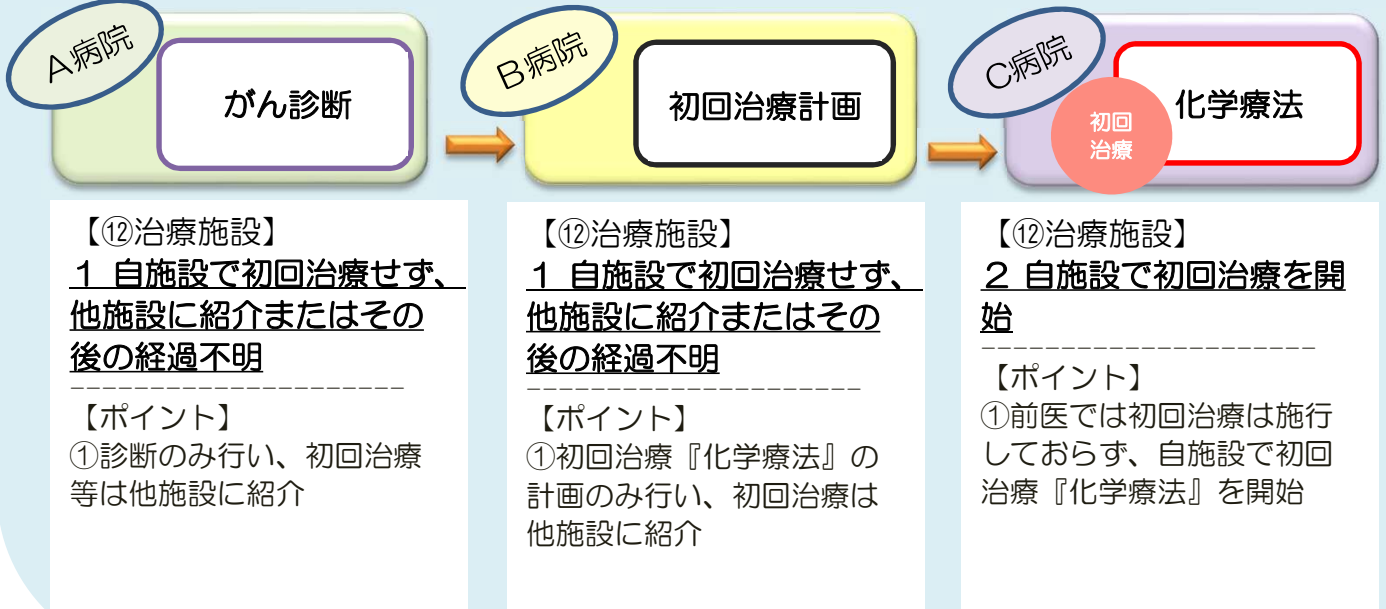 A病院
がん診断
【⑫治療施設】
１ 自施設で初回治療せず、
他施設に紹介またはその
後の経過不明
---------------------
【ポイント】
①診断のみ行い、初回治療
等は他施設に紹介
B病院
初回治療計画
【⑫治療施設】
１ 自施設で初回治療せず、
他施設に紹介またはその
後の経過不明
---------------------
【ポイント】
①初回治療『化学療法』の
計画のみ行い、初回治療は
他施設に紹介
C病院
初回
治療
化学療法
【⑫治療施設】
２ 自施設で初回治療を開
始
---------------------
【ポイント】
①前医では初回治療は施行
しておらず、自施設で初回
治療『化学療法』を開始